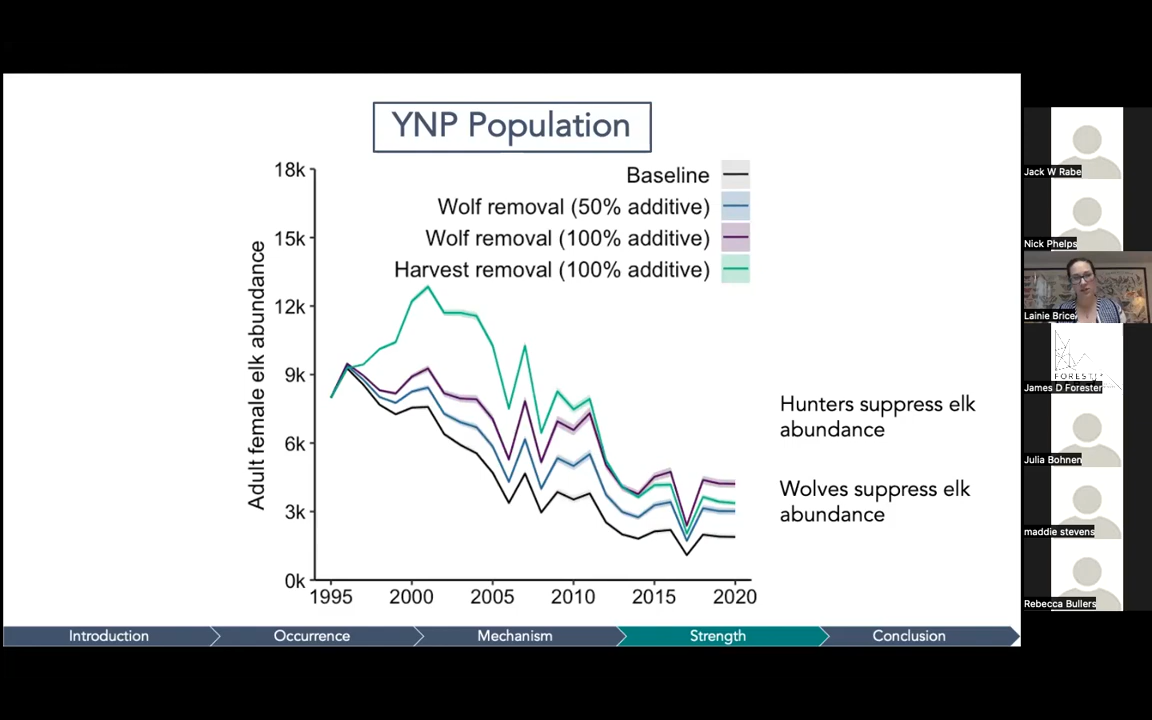 YNP Population
18k
15k
12k
9k
6k
3k
0k
Adult female elk abundance
Baseline
Wolf removal (50% additive)
Wolf removal (100% additive)
Harvest removal (100% additive)
1995 2000 2005 2010 2015 2020
Hunters suppress elk
abundance
Wolves suppress elk
abundance
Introduction
Occurrence
Mechanism
Strength
Conclusion
Jack W Rabe
Nick Phelps
Lainie Brice
FOREST
James D Forester
Julia Bohnen
maddie stevens
Rebecca Bullers